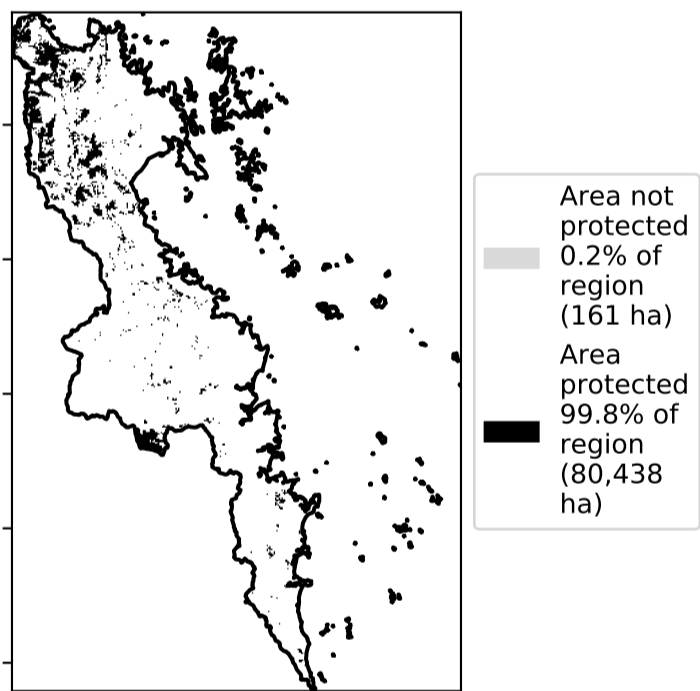 Area not
protected
0.2% of
region
(161 ha)
Area
protected
99.8% of
region
(80,438
ha)